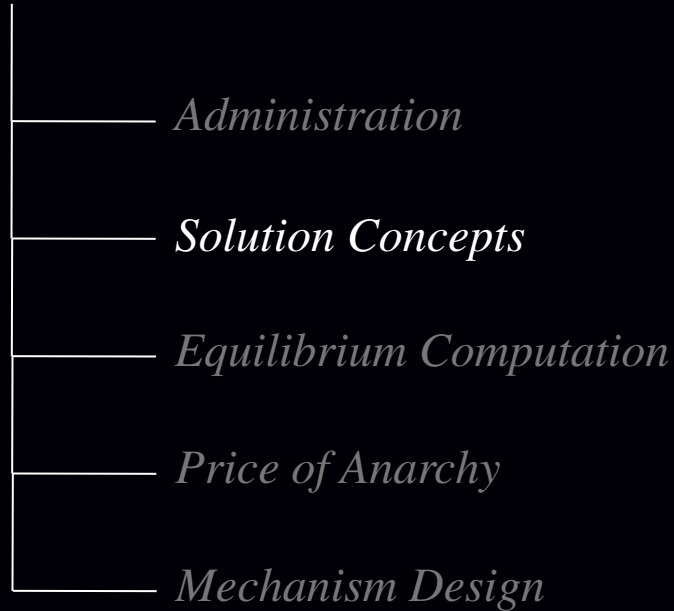 Administration
Solution Concepts
Equilibrium Computation
Price of Anarchy
Mechanism Design